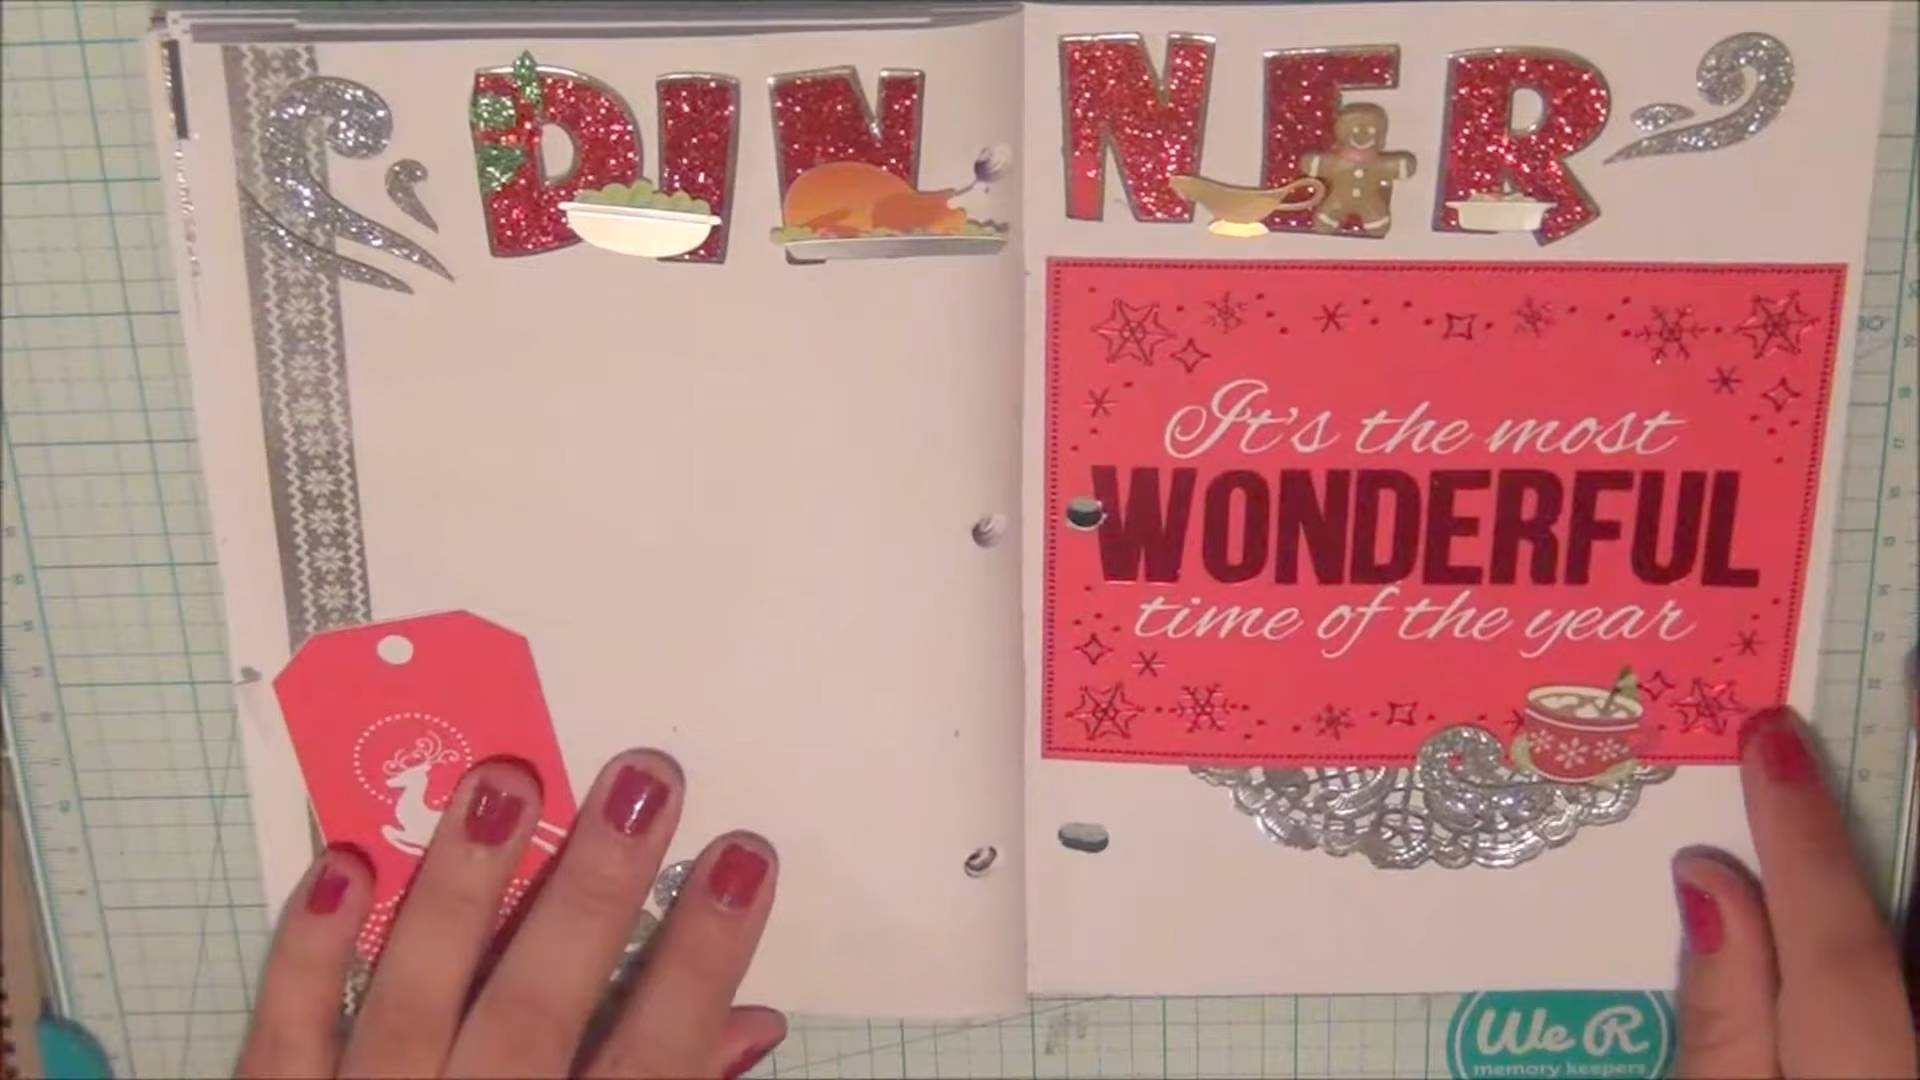 DINNER
It's the most
WONDERFUL
time of the year
We R
memory keepers